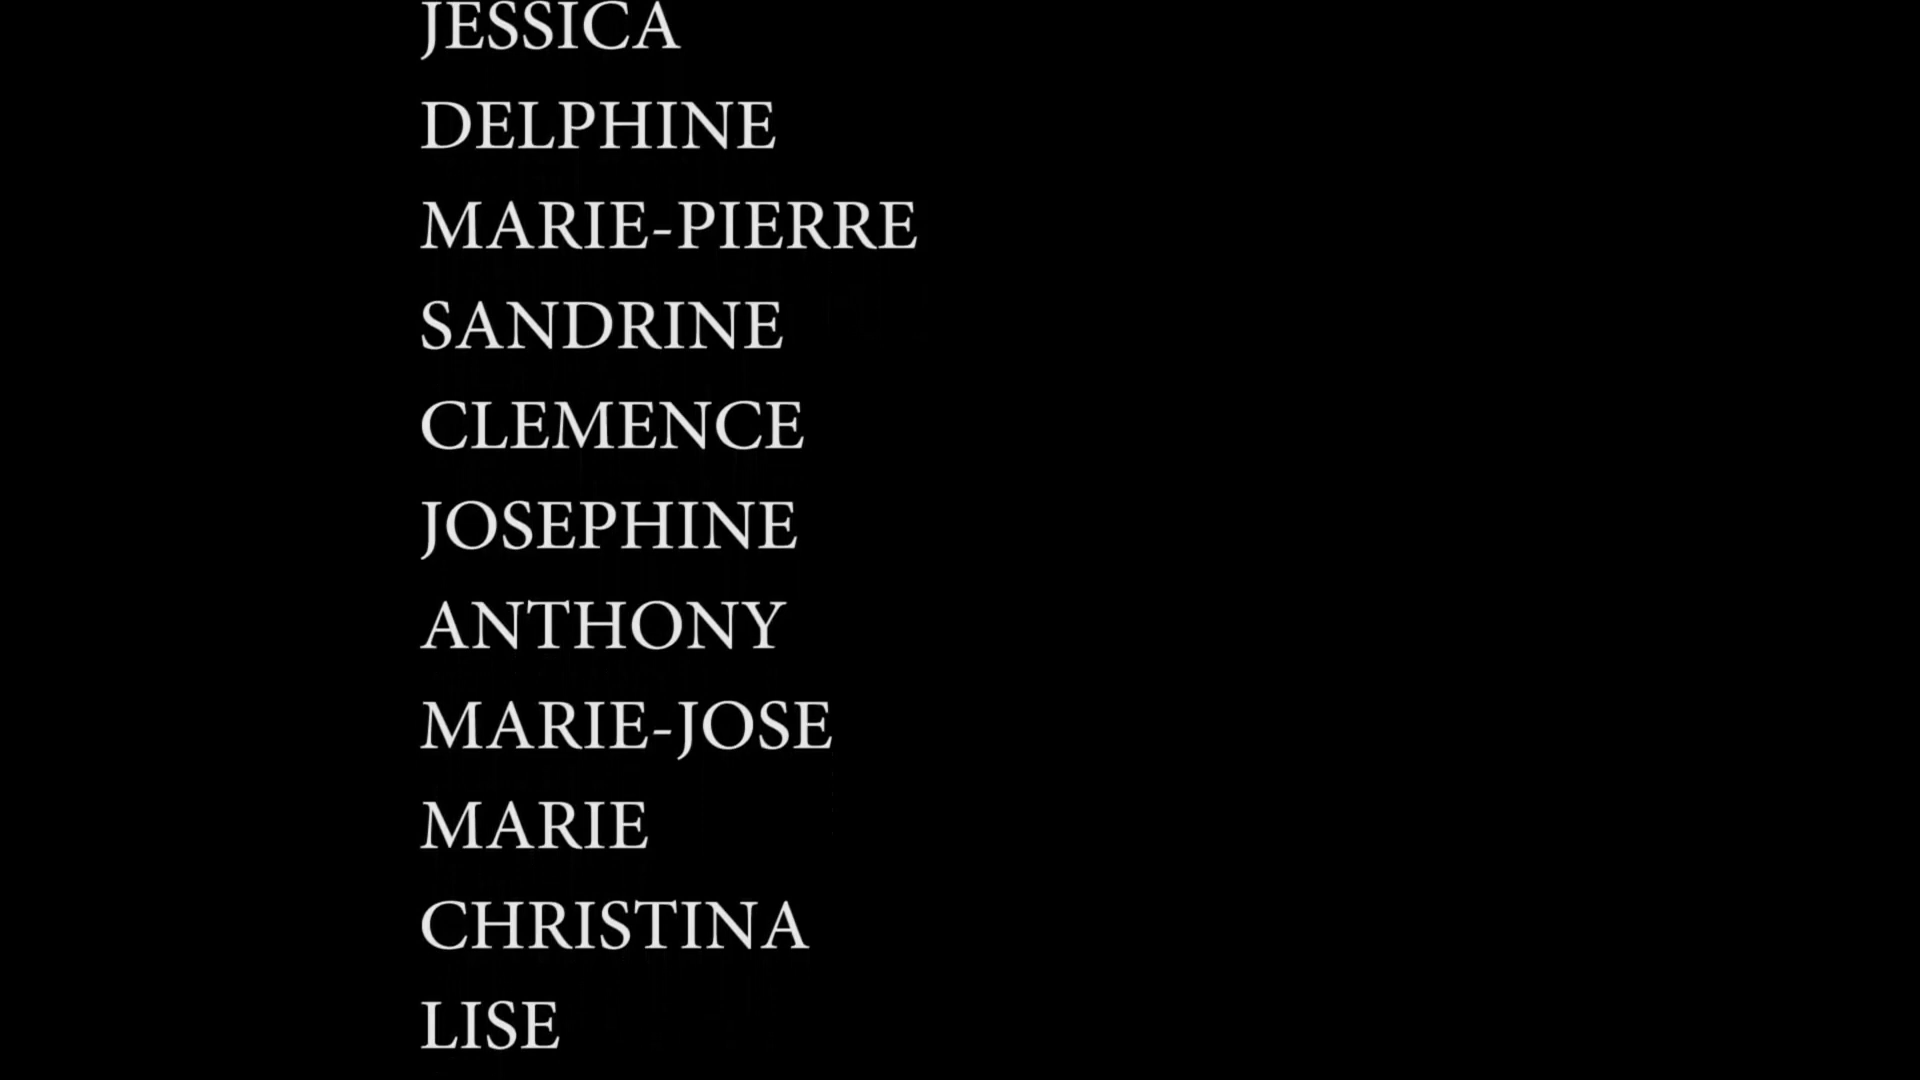 JESSICA
DELPHINE
MARIE-PIERRE
SANDRINE
CLEMENCE
JOSEPHINE
ANTHONY
MARIE-JOSE
MARIE
CHRISTINA
LISE